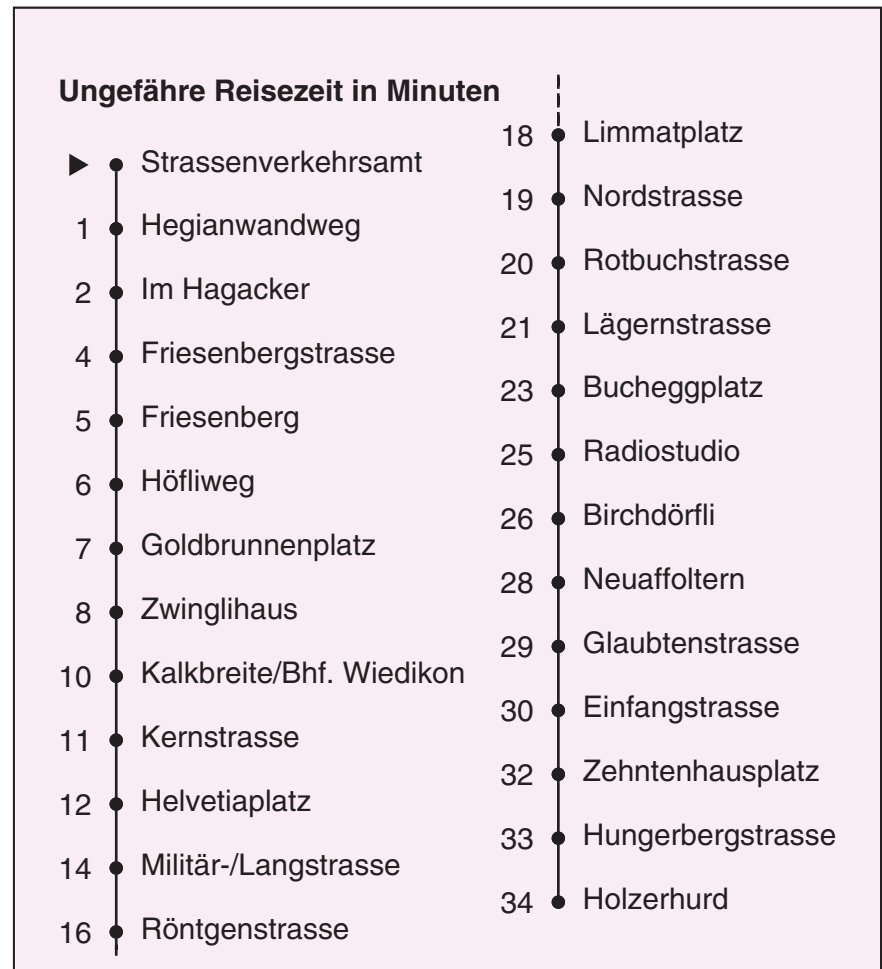 Ungefähre Reisezeit in Minuten
Strassenverkehrsamt
1 Hegianwandweg
2 Im Hagacker
4 Friesenbergstrasse
5 Friesenberg
6 Höfliweg
7 Goldbrunnenplatz
8 Zwinglihaus
10 Kalkbreite/Bhf. Wiedikon
11 Kernstrasse
12 Helvetiaplatz
14 Militär-/Langstrasse
16 Röntgenstrasse
18 Limmatplatz
19 Nordstrasse
20 Rotbuchstrasse
21 Lägernstrasse
23 Bucheggplatz
25 Radiostudio
26 Birchdörfli
28 Neuaffoltern
29 Glaubtenstrasse
30 Einfangstrasse
32 Zehntenhausplatz
33 Hungerbergstrasse
34 Holzerhurd